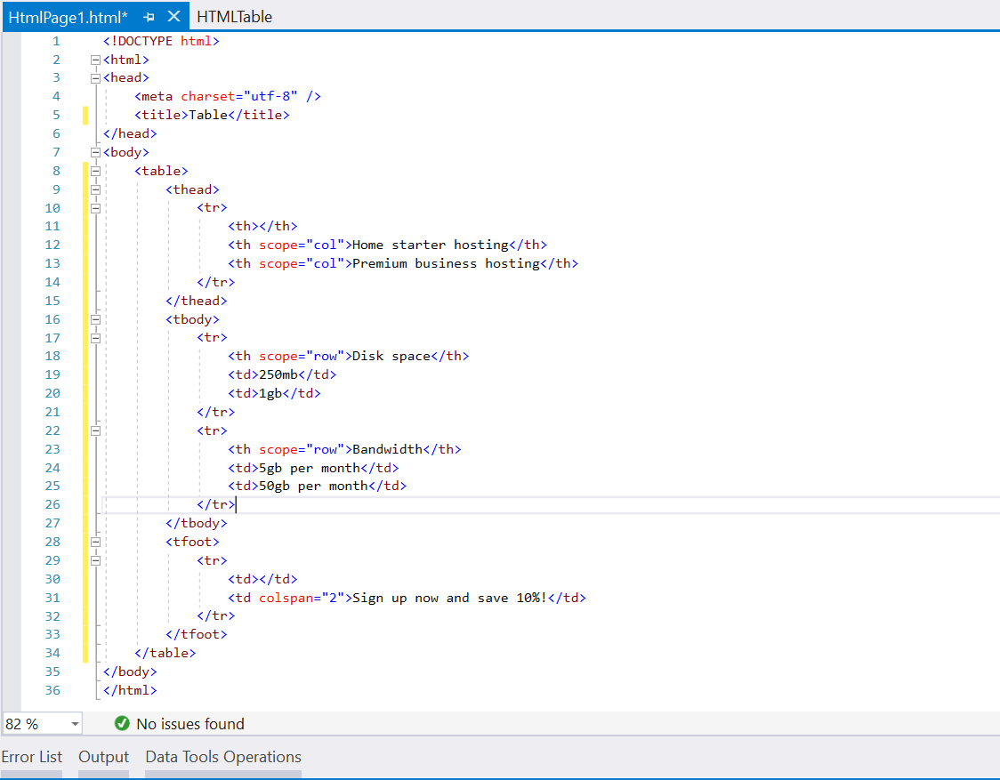 HtmlPage1.html* HTMLTable
1 <!DOCTYPE html>
2 <html>
3 <head>
4     <meta charset="utf-8" />
5     <title>Table</title>
6 </head>
7 <body>
8     <table>
9         <thead>
10             <tr>
11                 <th></th>
12                 <th scope="col">Home starter hosting</th>
13                 <th scope="col">Premium business hosting</th>
14             </tr>
15         </thead>
16         <tbody>
17             <tr>
18                 <th scope="row">Disk space</th>
19                 <td>250mb</td>
20                 <td>1gb</td>
21             </tr>
22             <tr>
23                 <th scope="row">Bandwidth</th>
24                 <td>5gb per month</td>
25                 <td>50gb per month</td>
26             </tr>
27         </tbody>
28         <tfoot>
29             <tr>
30                 <td></td>
31                 <td colspan="2">Sign up now and save 10%!</td>
32             </tr>
33         </tfoot>
34     </table>
35 </body>
36 </html>
82 % No issues found
Error List Output Data Tools Operations